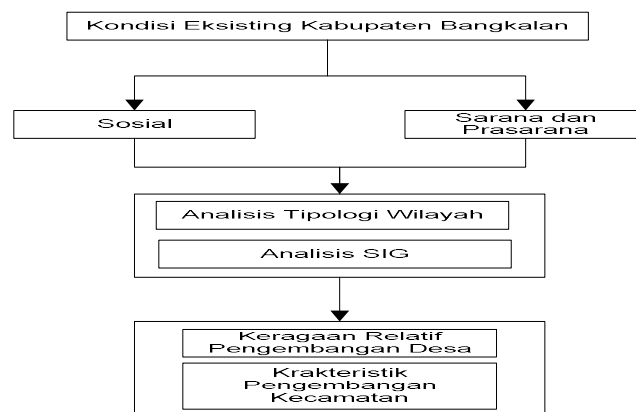 Kondisi Eksisting Kabupaten Bangkalan
Sosial
Sarana dan
Prasarana
Analisis Tipologi Wilayah
Analisis SIG
Keragaan Relatif
Pengembangan Desa
Krakteristik
Pengembangan
Kecamatan